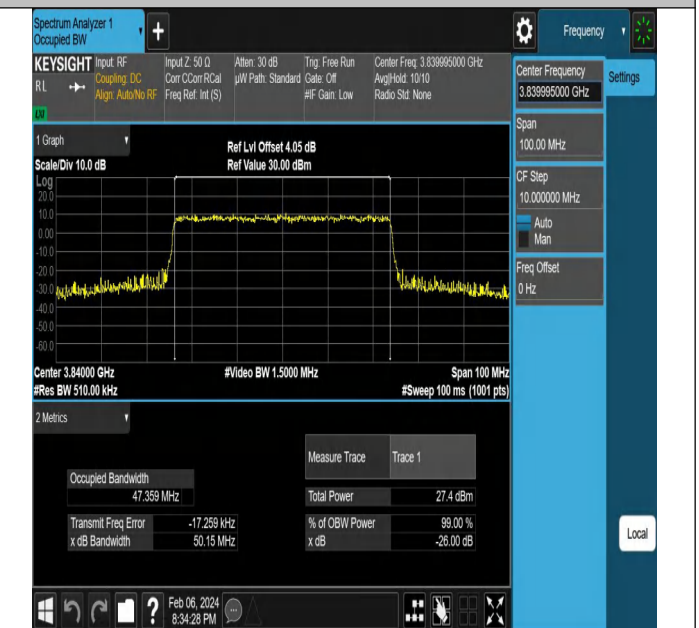 Spectrum Analyzer 1
Occupied BW
+
Frequency
KEYSIGHT
RL
LXI
Input: RF
Coupling: DC
Align: Auto/No RF
Input Z: 50 Ω
Corr CCorr RCal
Freq Ref: Int (S)
Atten: 30 dB
µW Path: Standard
Trig: Free Run
Gate: Off
#IF Gain: Low
Center Freq: 3.839995000 GHz
Avg|Hold: 10/10
Radio Std: None
Center Frequency
3.839995000 GHz
Settings
Span
100.00 MHz
CF Step
10.000000 MHz
Auto
Man
Freq Offset
0 Hz
1 Graph
Scale/Div 10.0 dB
Ref Lvl Offset 4.05 dB
Ref Value 30.00 dBm
Log
20.0
10.0
0.00
-10.0
-20.0
-30.0
-40.0
-50.0
-60.0
Center 3.84000 GHz
#Res BW 510.00 kHz
#Video BW 1.5000 MHz
Span 100 MHz
#Sweep 100 ms (1001 pts)
2 Metrics
Measure Trace
Trace 1
Occupied Bandwidth
47.359 MHz
Total Power
27.4 dBm
Transmit Freq Error
-17.259 kHz
% of OBW Power
99.00 %
x dB Bandwidth
50.15 MHz
x dB
-26.00 dB
Local
?
Feb 06, 2024
8:34:28 PM